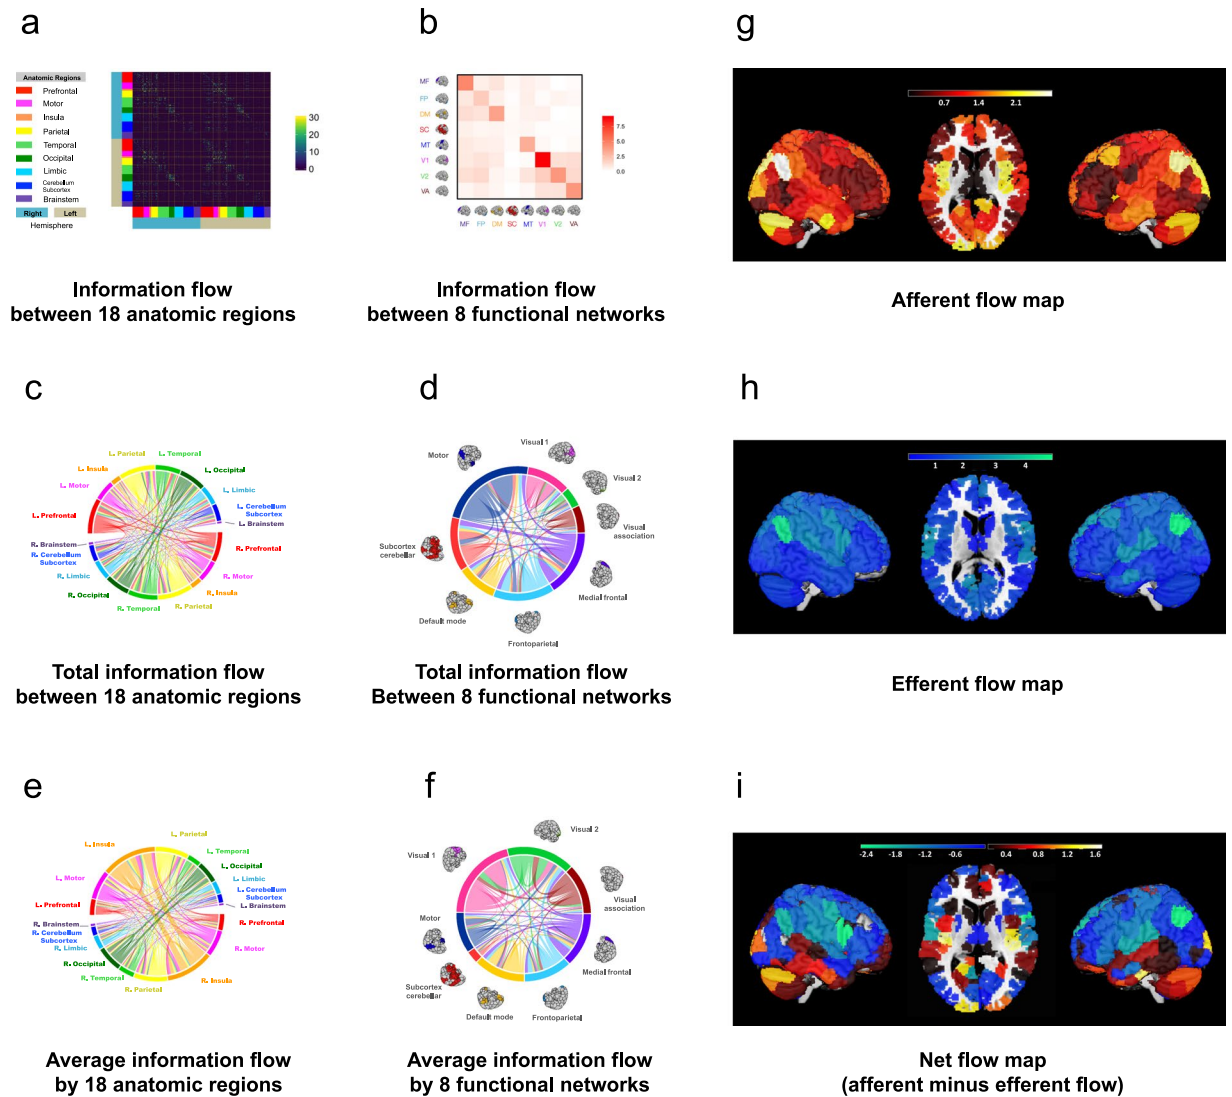 a
Anatomic Regions
Prefrontal
Motor
Insula
Parietal
Temporal
Occipital
Limbic
Cerebellum
Subcortex
Brainstem
Right Left
Hemisphere
30
20
10
0
Information flow
between 18 anatomic regions
b
MF
FP
DM
SC
MT
V1
V2
VA
MF FP DM SC MT V1 V2 VA
7.5
5.0
2.5
0.0
Information flow
between 8 functional networks
g
0.7 1.4 2.1
Afferent flow map
c
L. Parietal
L. Temporal
L. Insula
L. Occipital
L. Motor
L. Limbic
L. Prefrontal
L. Cerebellum
Subcortex
L. Brainstem
R. Brainstem
R. Prefrontal
R. Cerebellum
Subcortex
R. Limbic
R. Motor
R. Occipital
R. Insula
R. Temporal
R. Parietal
Total information flow
between 18 anatomic regions
d
Visual 1
Motor
Visual 2
Visual
association
Subcortex
cerebellar
Medial frontal
Default mode
Frontoparietal
Total information flow
Between 8 functional networks
h
1 2 3 4
Efferent flow map
e
L. Parietal
L. Insula
L. Temporal
L. Occipital
L. Motor
L. Limbic
L. Cerebellum
Subcortex
L. Prefrontal
L. Brainstem
R. Brainstem
R. Prefrontal
R. Cerebellum
Subcortex
R. Limbic
R. Motor
R. Occipital
R. Temporal
R. Insula
R. Parietal
Average information flow
by 18 anatomic regions
f
Visual 2
Visual 1
Visual
association
Motor
Medial frontal
Subcortex
cerebellar
Default mode
Frontoparietal
Average information flow
by 8 functional networks
i
-2.4 -1.8 -1.2 -0.6 0.4 0.8 1.2 1.6
Net flow map
(afferent minus efferent flow)